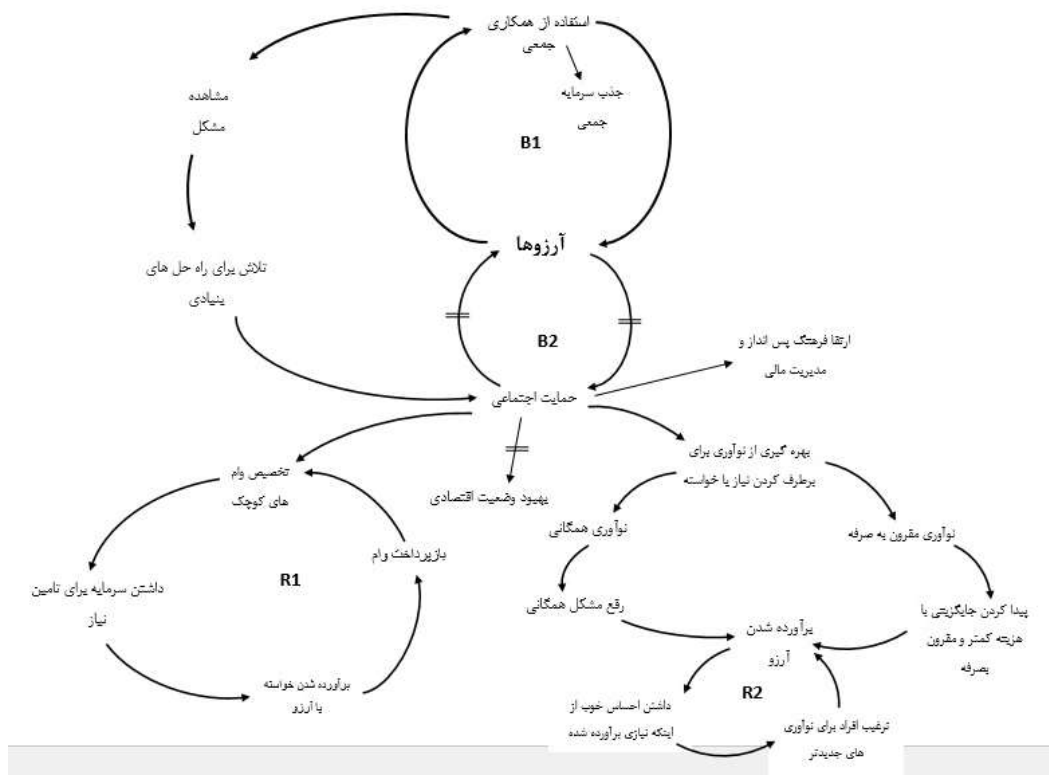 استفاده از همکاری
جمعی
جذب سرمایه
جمعی
مشاهده
مشکل
B1
آرزوها
تلاش برای راه حل های
بنیادی
B2
ارتقا فرهنگ پس انداز و
مدیریت مالی
حمایت اجتماعی
بهره گیری از نوآوری برای
برطرف کردن نیاز یا خواسته
تخصیص وام
های کوچک
بهبود وضعیت اقتصادی
نوآوری همگانی
نوآوری مقرون به صرفه
بازپرداخت وام
R1
داشتن سرمایه برای تامین
نیاز
رفع مشکل همگانی
پیدا کردن جایگزینی با
هزینه کمتر و مقرون
بصرفه
برآورده شدن
آرزو
برآورده شدن خواسته
یا آرزو
R2
داشتن احساس خوب از
اینکه نیازی برآورده شده
ترغیب افراد برای نوآوری
های جدیدتر